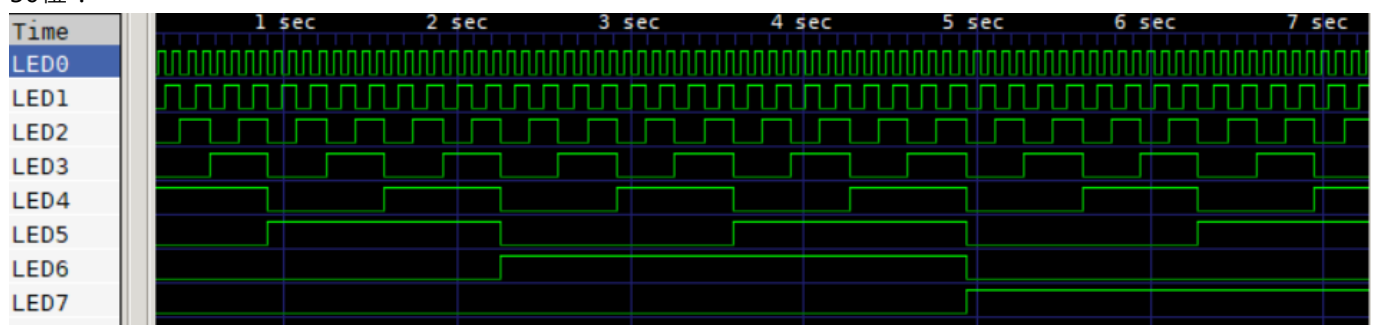 Time
1 sec 2 sec 3 sec 4 sec 5 sec 6 sec 7 sec
LED0
LED1
LED2
LED3
LED4
LED5
LED6
LED7